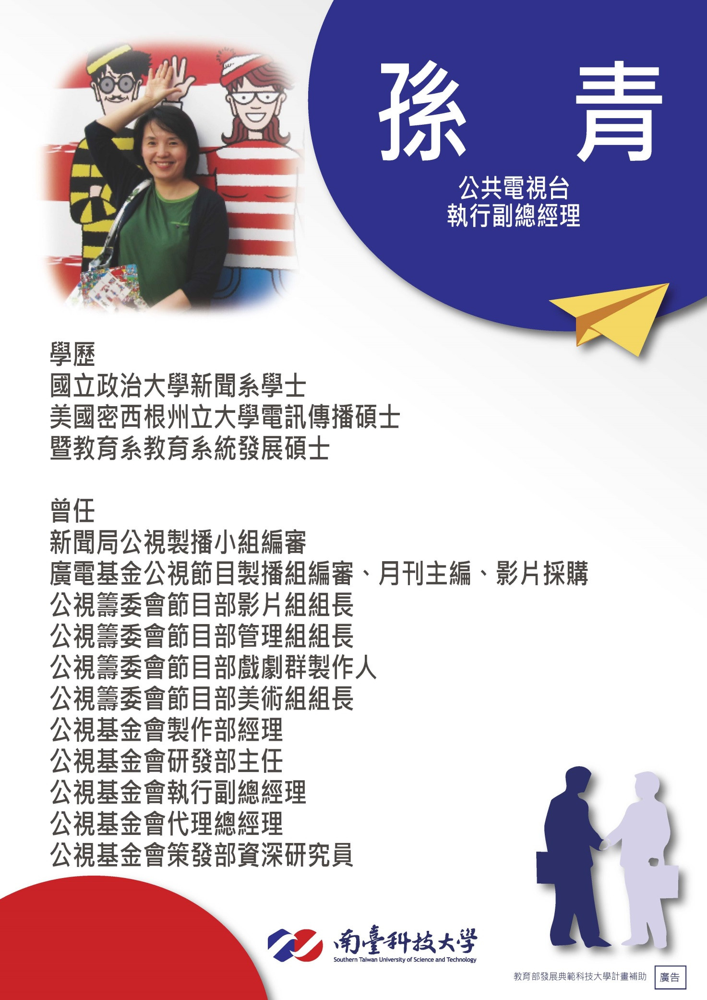 孫 青
公共電視台
執行副總經理
學歷
國立政治大學新聞系學士
美國密西根州立大學電訊傳播碩士
暨教育系教育系統發展碩士
曾任
新聞局公視製播小組編審
廣電基金公視節目製播組編審、月刊主編、影片採購
公視籌委會節目部影片組組長
公視籌委會節目部管理組組長
公視籌委會節目部戲劇群製作人
公視籌委會節目部美術組組長
公視基金會製作部經理
公視基金會研發部主任
公視基金會執行副總經理
公視基金會代理總經理
公視基金會策發部資深研究員
南臺科技大學
Southern Taiwan University of Science and Technology
教育部發展典範科技大學計畫補助
廣告